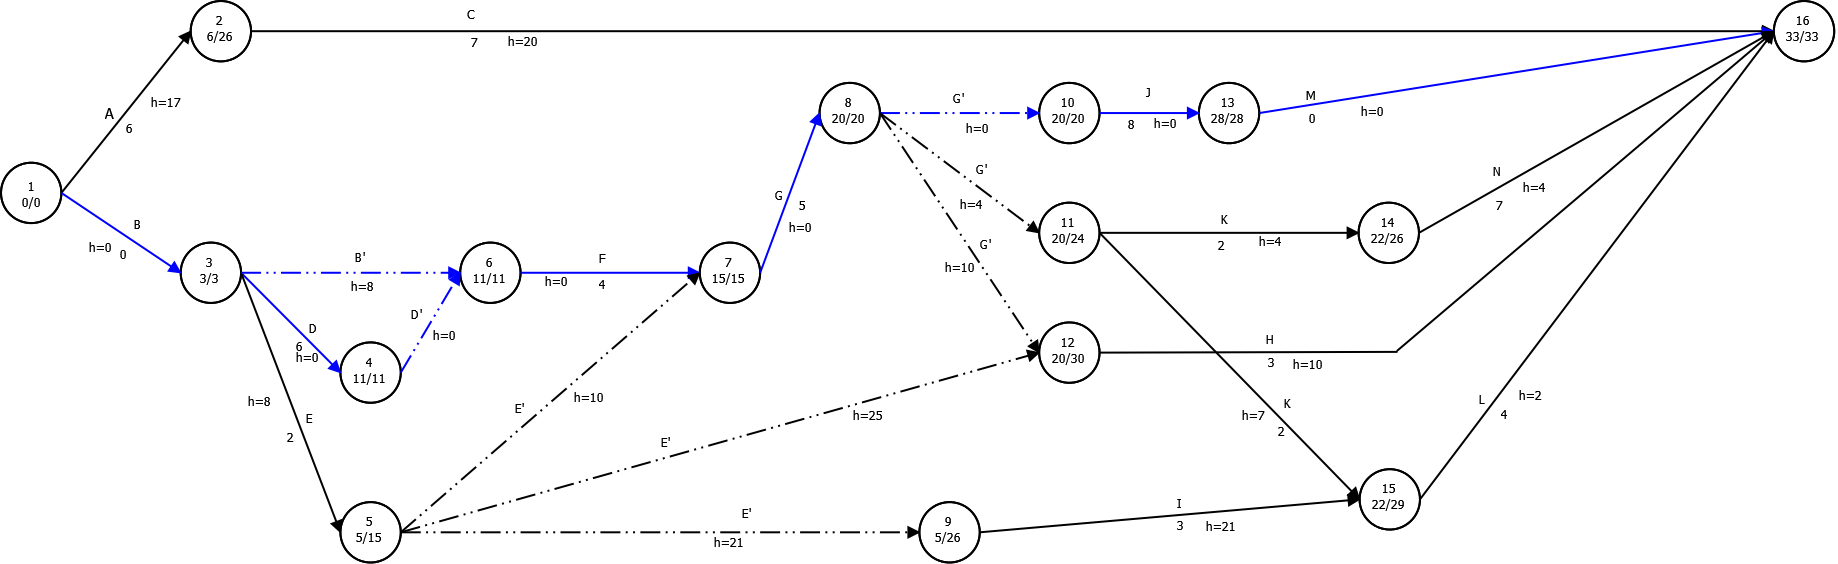 C
7 h=20
2
6/26
16
33/33
A
6
h=17
1
0/0
B
h=0 0
3
3/3
B'
h=8
D
6
h=0
4
11/11
D'
h=0
6
11/11
F
h=0 4
7
15/15
G
5
h=0
8
20/20
G'
h=0
10
20/20
J
8 h=0
13
28/28
M
0
h=0
G'
h=4
G'
h=10
11
20/24
K
2 h=4
14
22/26
N
7
h=4
12
20/30
H
3 h=10
h=8
E
2
5
5/15
E'
h=10
E'
h=25
E'
h=21
9
5/26
I
3 h=21
K
h=7 2
15
22/29
L
4
h=2